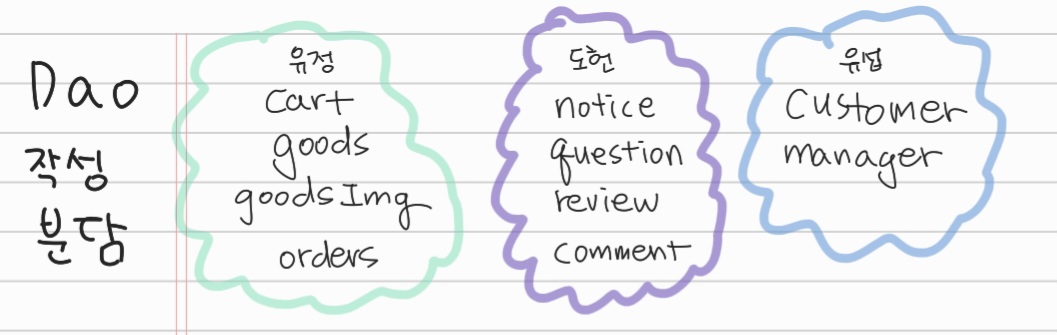 Dao
작성
분담
유정
Cart
goods
goodsImg
orders
도헌
notice
question
review
comment
유섭
Customer
manager